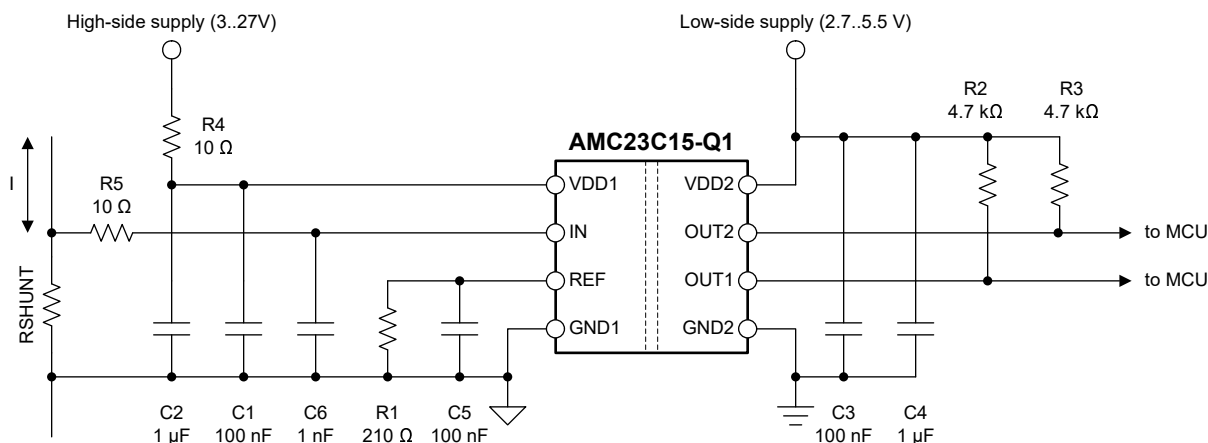 High-side supply (3..27V)
Low-side supply (2.7..5.5 V)
R2
4.7 kΩ
R3
4.7 kΩ
R4
10 Ω
AMC23C15-Q1
I
R5
10 Ω
VDD1
VDD2
IN
OUT2
to MCU
REF
OUT1
to MCU
RSHUNT
GND1
GND2
C2
1 µF
C1
100 nF
C6
1 nF
R1
210 Ω
C5
100 nF
C3
100 nF
C4
1 µF